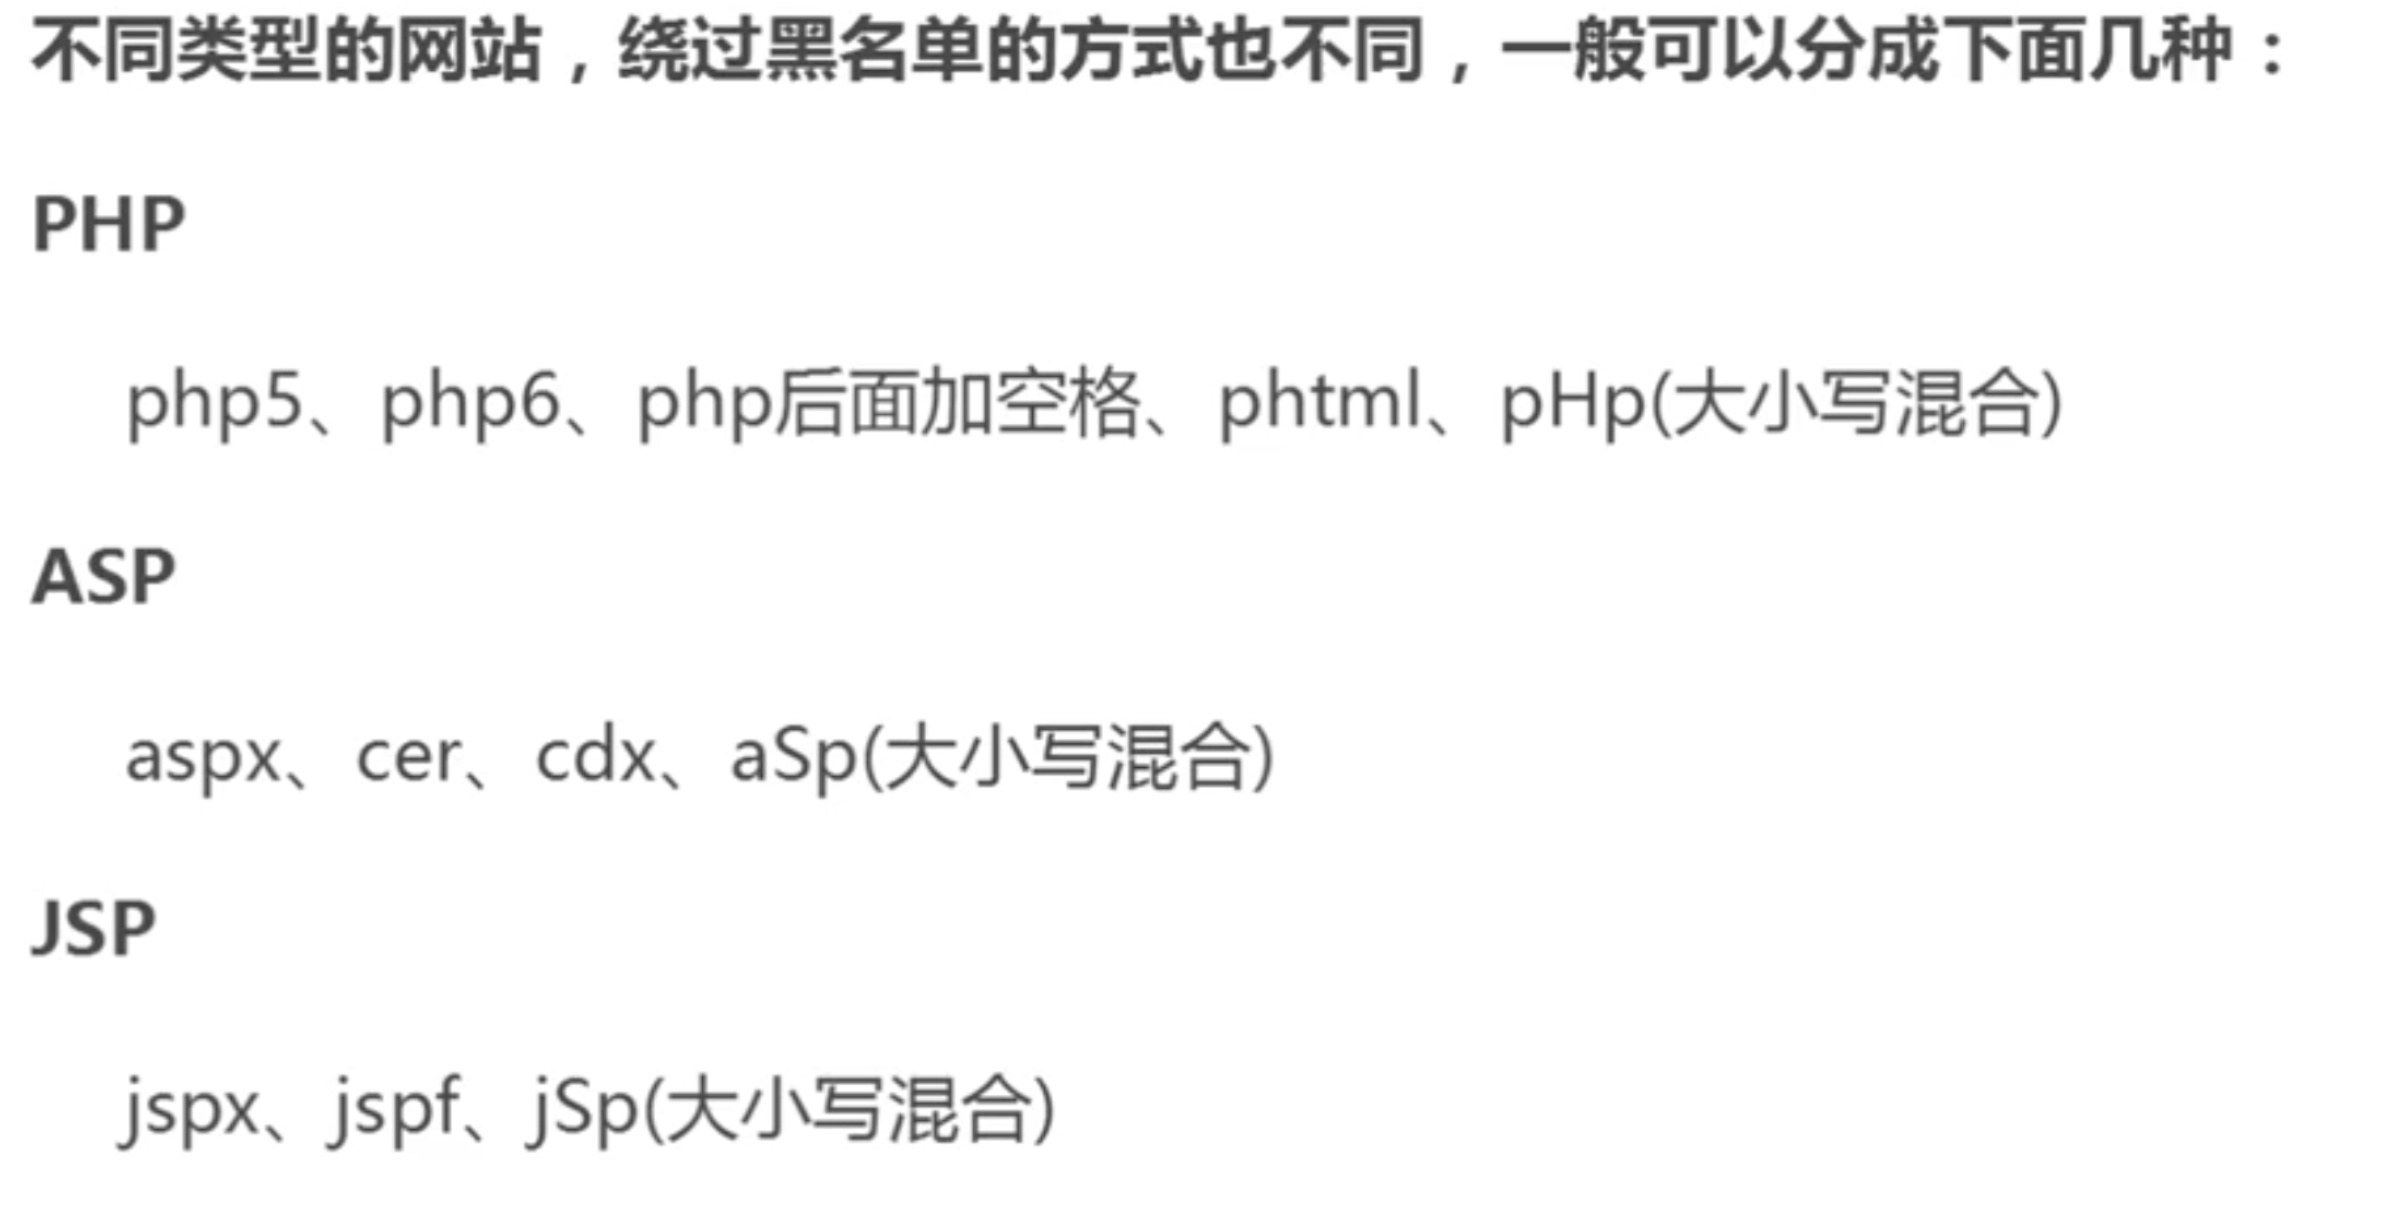 不同类型的网站，绕过黑名单的方式也不同，一般可以分成下面几种：
PHP
php5、php6、php后面加空格、phtml、pHp(大小写混合)
ASP
aspx、cer、cdx、aSp(大小写混合)
JSP
jspx、jspf、jSp(大小写混合)